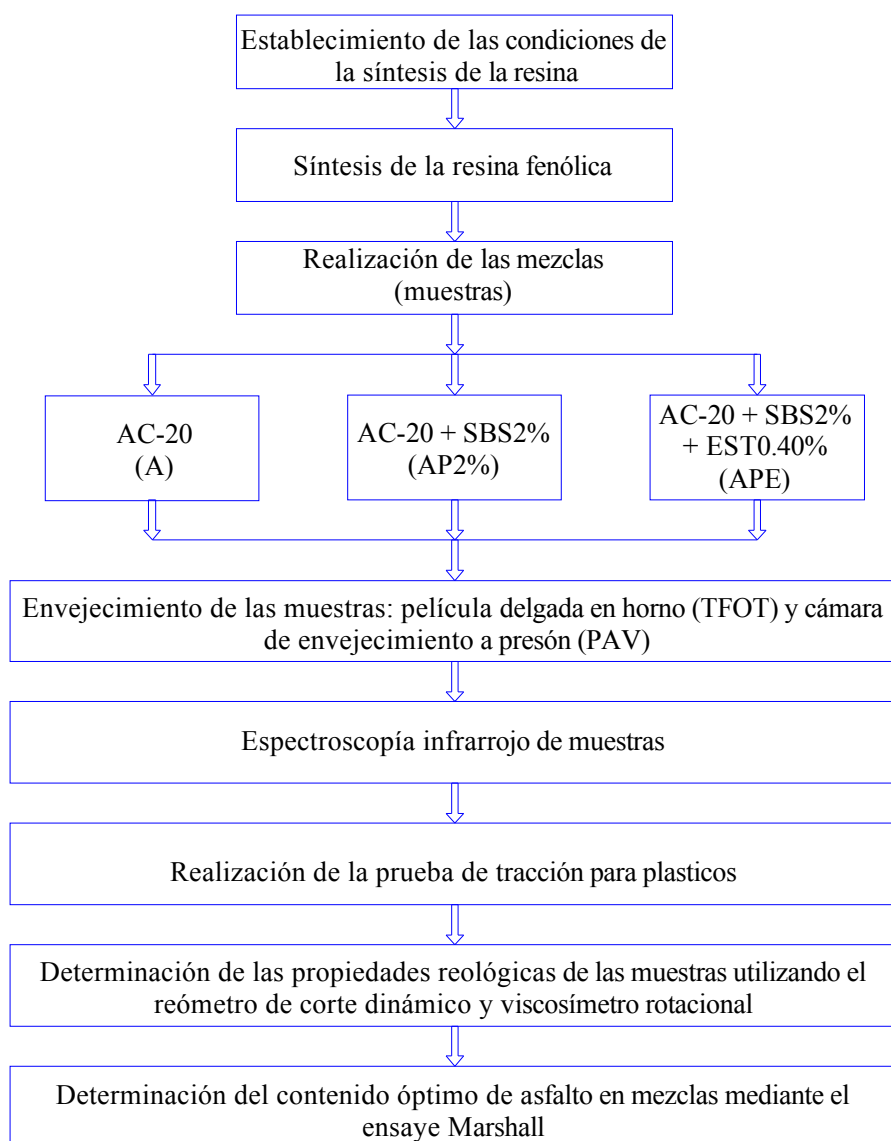 Establecimiento de las condiciones de
la síntesis de la resina
Síntesis de la resina fenólica
Realización de las mezclas
(muestras)
AC-20
(A)
AC-20 + SBS2%
(AP2%)
AC-20 + SBS2%
+ EST0.40%
(APE)
Envejecimiento de las muestras: película delgada en horno (TFOT) y cámara
de envejecimiento a presón (PAV)
Espectroscopía infrarrojo de muestras
Realización de la prueba de tracción para plasticos
Determinación de las propiedades reológicas de las muestras utilizando el
reómetro de corte dinámico y viscosímetro rotacional
Determinación del contenido óptimo de asfalto en mezclas mediante el
ensaye Marshall